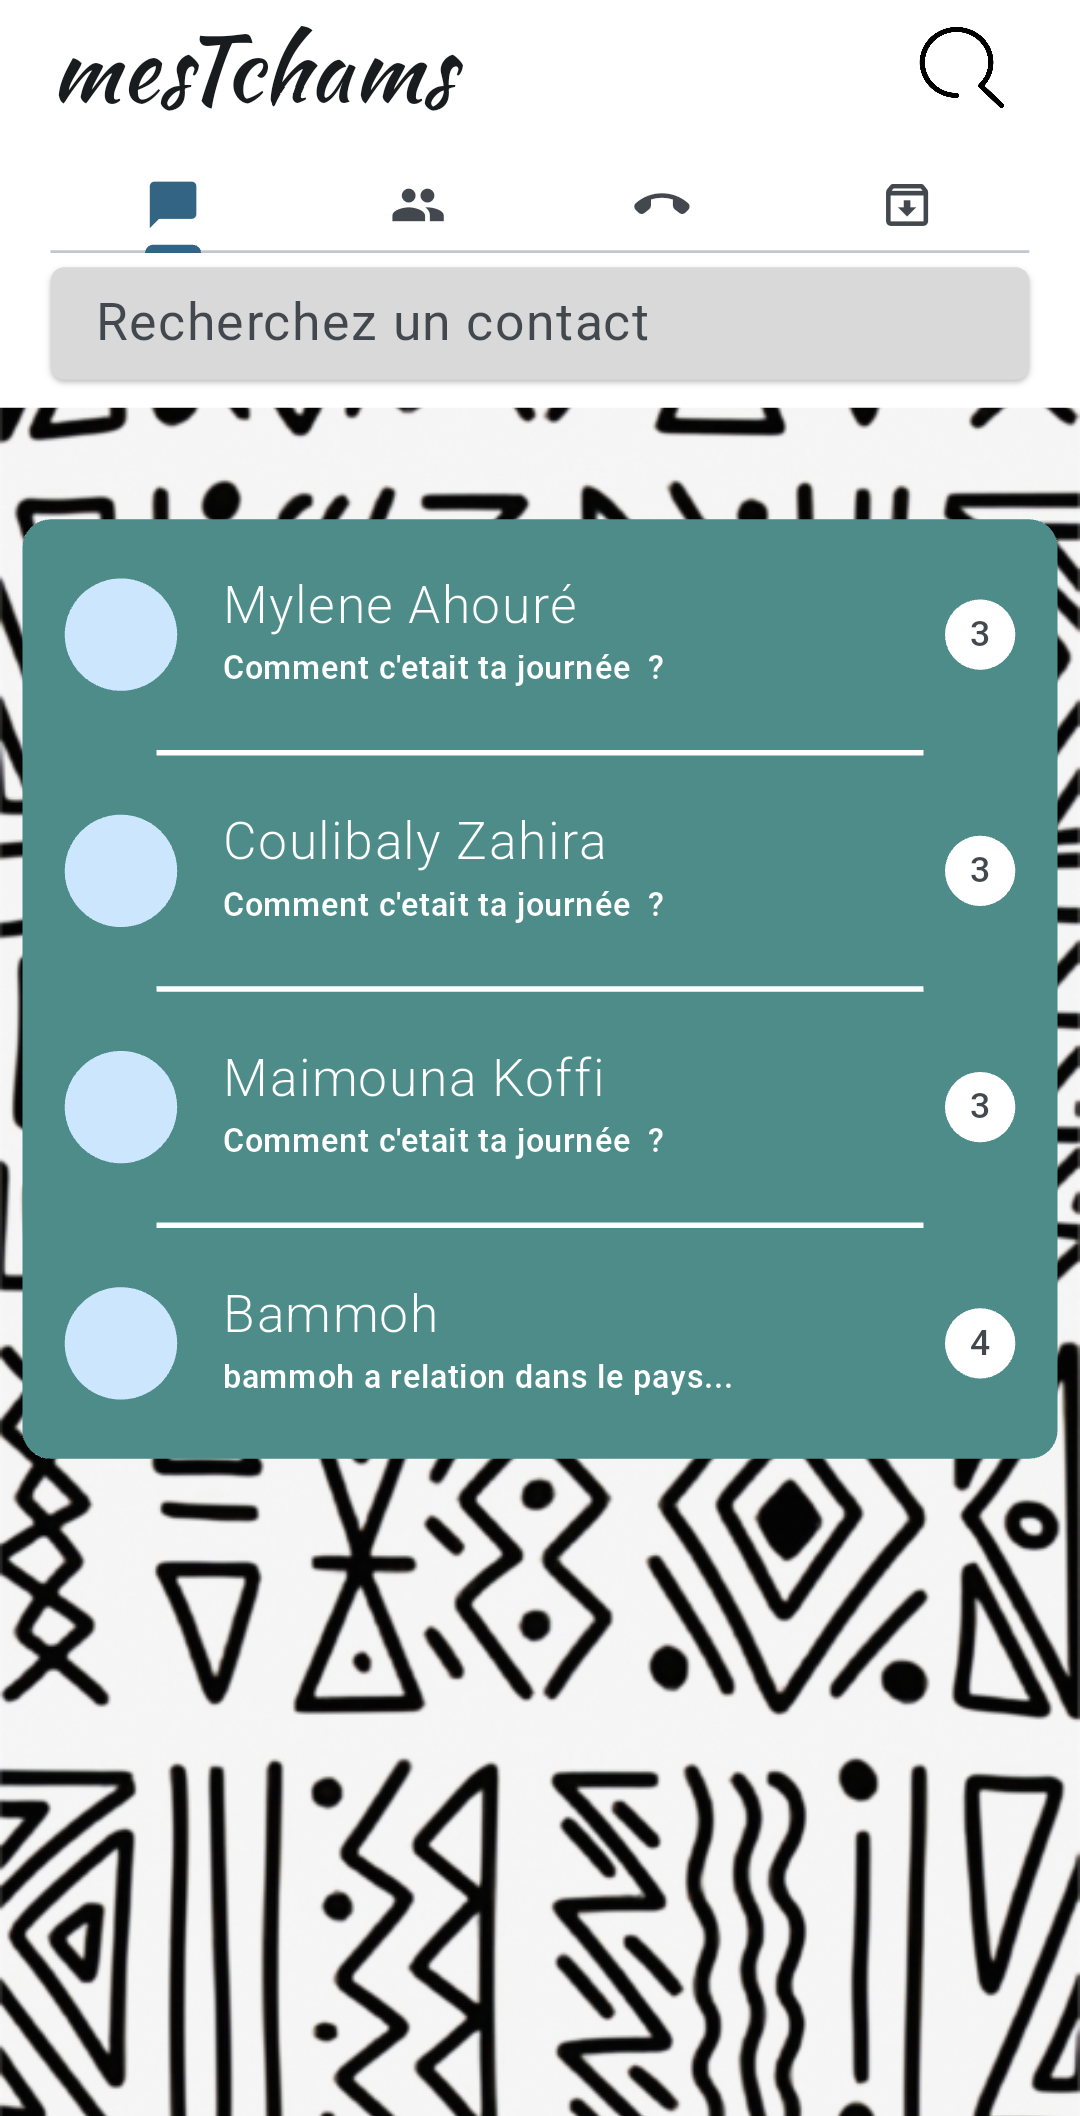 mesTchams
Recherchez un contact
Mylene Ahouré
Comment c'etait ta journée ?
3
Coulibaly Zahira
Comment c'etait ta journée ?
3
Maimouna Koffi
Comment c'etait ta journée ?
3
Bammoh
bammoh a relation dans le pays...
4